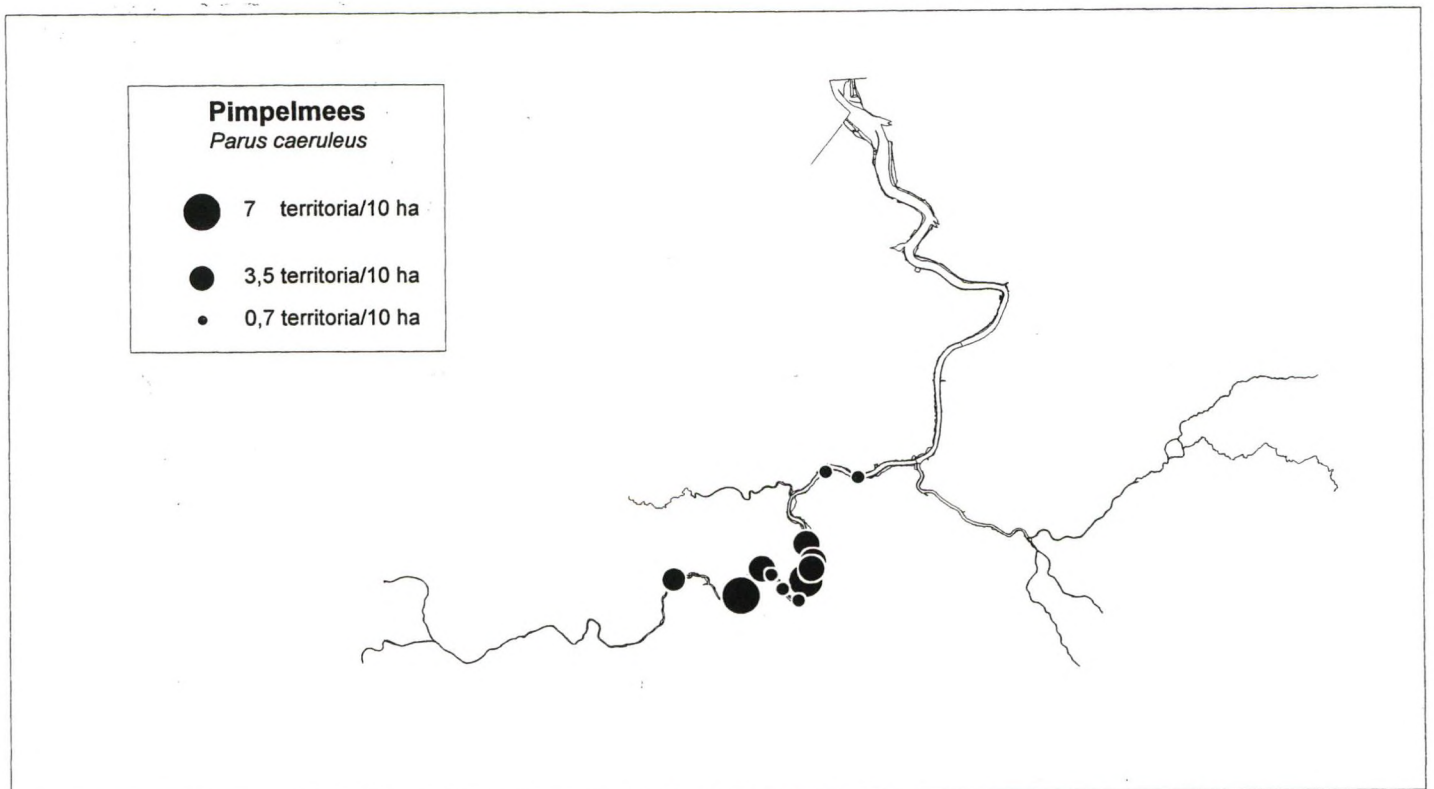 Pimpelmees
Parus caeruleus
7 territoria/10 ha
3,5 territoria/10 ha
0,7 territoria/10 ha